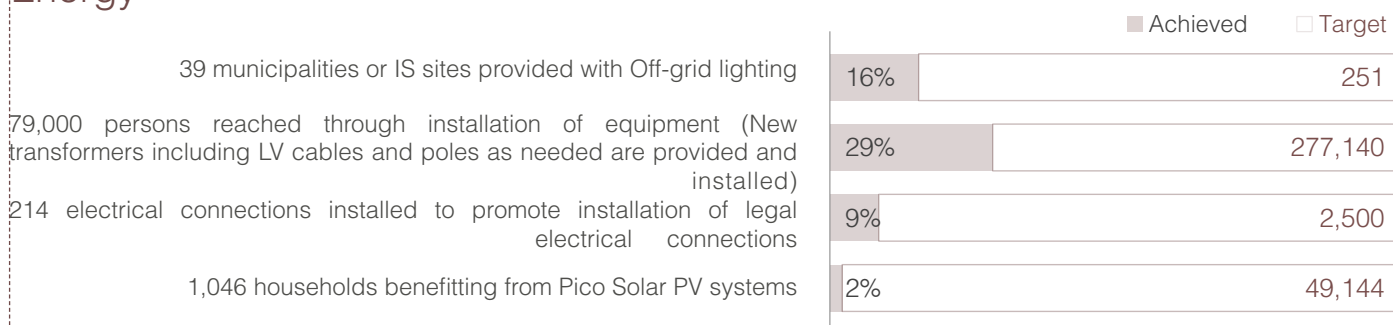 Energy
Achieved Target
39 municipalities or IS sites provided with Off-grid lighting 16% 251
79,000 persons reached through installation of equipment (New
transformers including LV cables and poles as needed are provided and
installed) 29% 277,140
214 electrical connections installed to promote installation of legal
electrical connections 9% 2,500
1,046 households benefitting from Pico Solar PV systems 2% 49,144